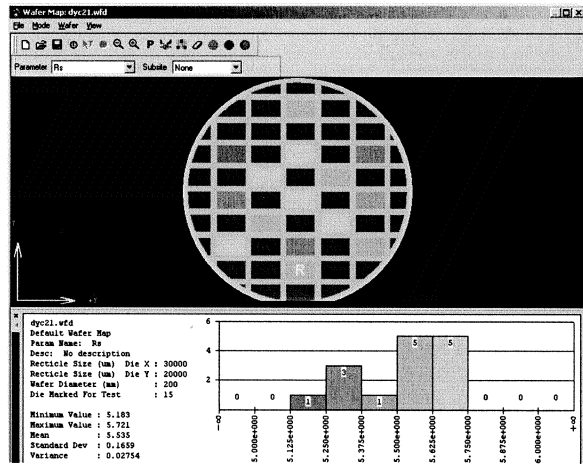 Wafer Map: dyc21.wfd
File Mode Wafer View
P
Parameter Rs Subsite None
R
+X
dyc21.wfd
Default Wafer Map
Param Name: Rs
Desc: No description
Recticle Size (um) Die X : 30000
Recticle Size (um) Die Y : 20000
Wafer Diameter (mm) : 200
Die Marked For Test : 15
Minimum Value : 5.183
Maximum Value : 5.721
Mean : 5.535
Standard Dev : 0.1659
Variance : 0.02754
6
4
2
0 0 1 3 1 5 5 0 0 0
-00
5.000e+000
5.125e+000
5.250e+000
5.375e+000
5.500e+000
5.625e+000
5.750e+000
5.875e+000
6.000e+000
+00